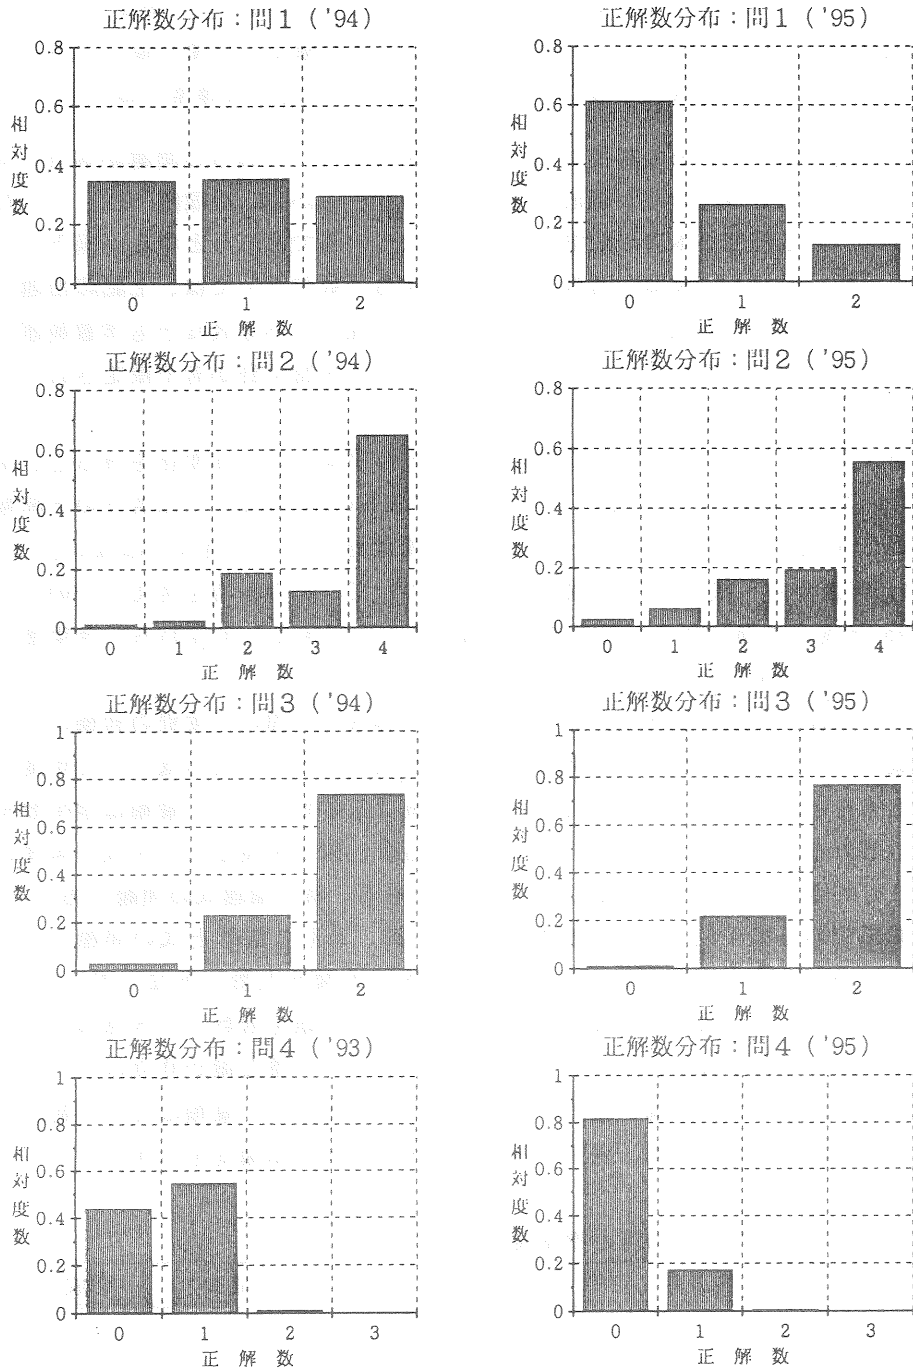 正解数分布：問１（'94）
0.8
0.6
0.4
0.2
0
相対度数
0 1 2
正解数
正解数分布：問１（'95）
0.8
0.6
0.4
0.2
0
相対度数
0 1 2
正解数
正解数分布：問２（'94）
0.8
0.6
0.4
0.2
0
相対度数
0 1 2 3 4
正解数
正解数分布：問２（'95）
0.8
0.6
0.4
0.2
0
相対度数
0 1 2 3 4
正解数
正解数分布：問３（'94）
1
0.8
0.6
0.4
0.2
0
相対度数
0 1 2
正解数
正解数分布：問３（'95）
1
0.8
0.6
0.4
0.2
0
相対度数
0 1 2
正解数
正解数分布：問４（'93）
1
0.8
0.6
0.4
0.2
0
相対度数
0 1 2 3
正解数
正解数分布：問４（'95）
1
0.8
0.6
0.4
0.2
0
相対度数
0 1 2 3
正解数